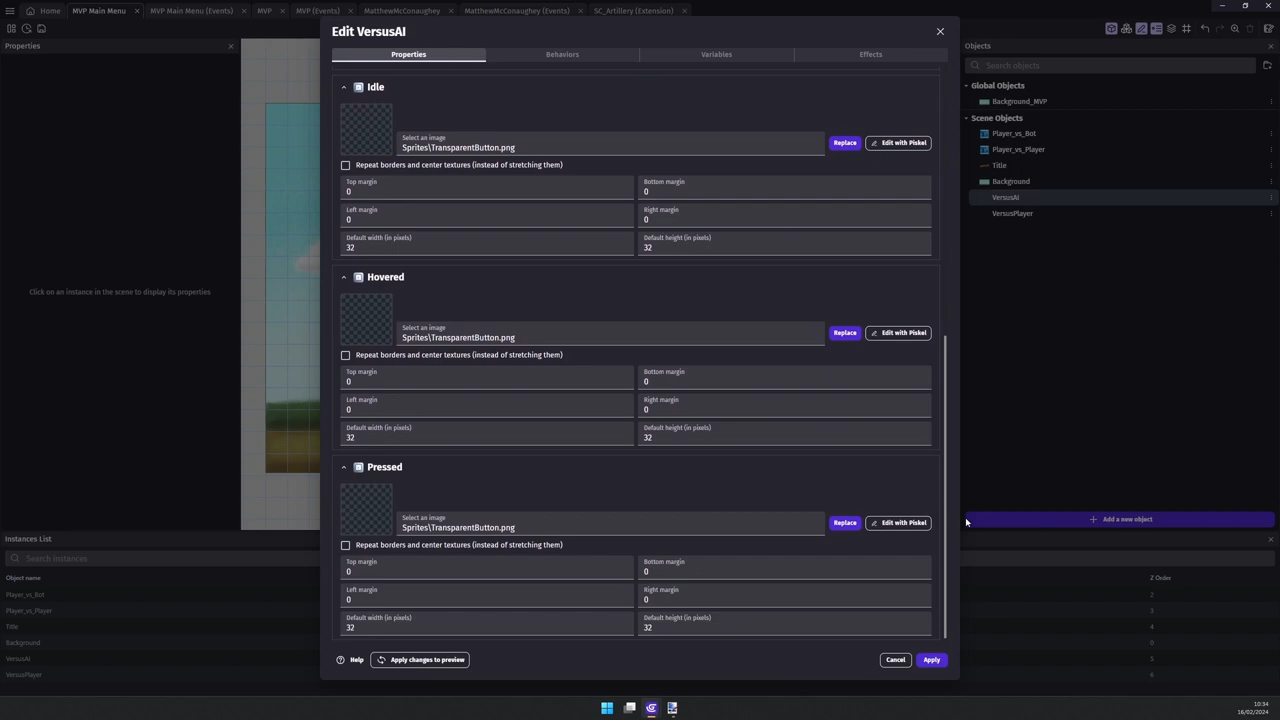 Home
MVP Main Menu
MVP Main Menu (Events)
MVP
MVP (Events)
MatthewMcConaughey
MatthewMcConaughey (Events)
SC_Artillery (Extension)
Properties
Click on an instance in the scene to display its properties
Edit VersusAI
Properties
Behaviors
Variables
Effects
Idle
Select an image
Sprites\TransparentButton.png
Replace
Edit with Piskel
Repeat borders and center textures (instead of stretching them)
Top margin
0
Bottom margin
0
Left margin
0
Right margin
0
Default width (in pixels)
32
Default height (in pixels)
32
Hovered
Select an image
Sprites\TransparentButton.png
Replace
Edit with Piskel
Repeat borders and center textures (instead of stretching them)
Top margin
0
Bottom margin
0
Left margin
0
Right margin
0
Default width (in pixels)
32
Default height (in pixels)
32
Pressed
Select an image
Sprites\TransparentButton.png
Replace
Edit with Piskel
Repeat borders and center textures (instead of stretching them)
Top margin
0
Bottom margin
0
Left margin
0
Right margin
0
Default width (in pixels)
32
Default height (in pixels)
32
Help
Apply changes to preview
Cancel
Apply
Objects
Search objects
Global Objects
Background_MVP
Scene Objects
Player_vs_Bot
Player_vs_Player
Title
Background
VersusAI
VersusPlayer
Add a new object
Instances List
Search instances
Object name
Z Order
Player_vs_Bot
2
Player_vs_Player
3
Title
4
Background
0
VersusAI
5
VersusPlayer
6
10:34
16/02/2024